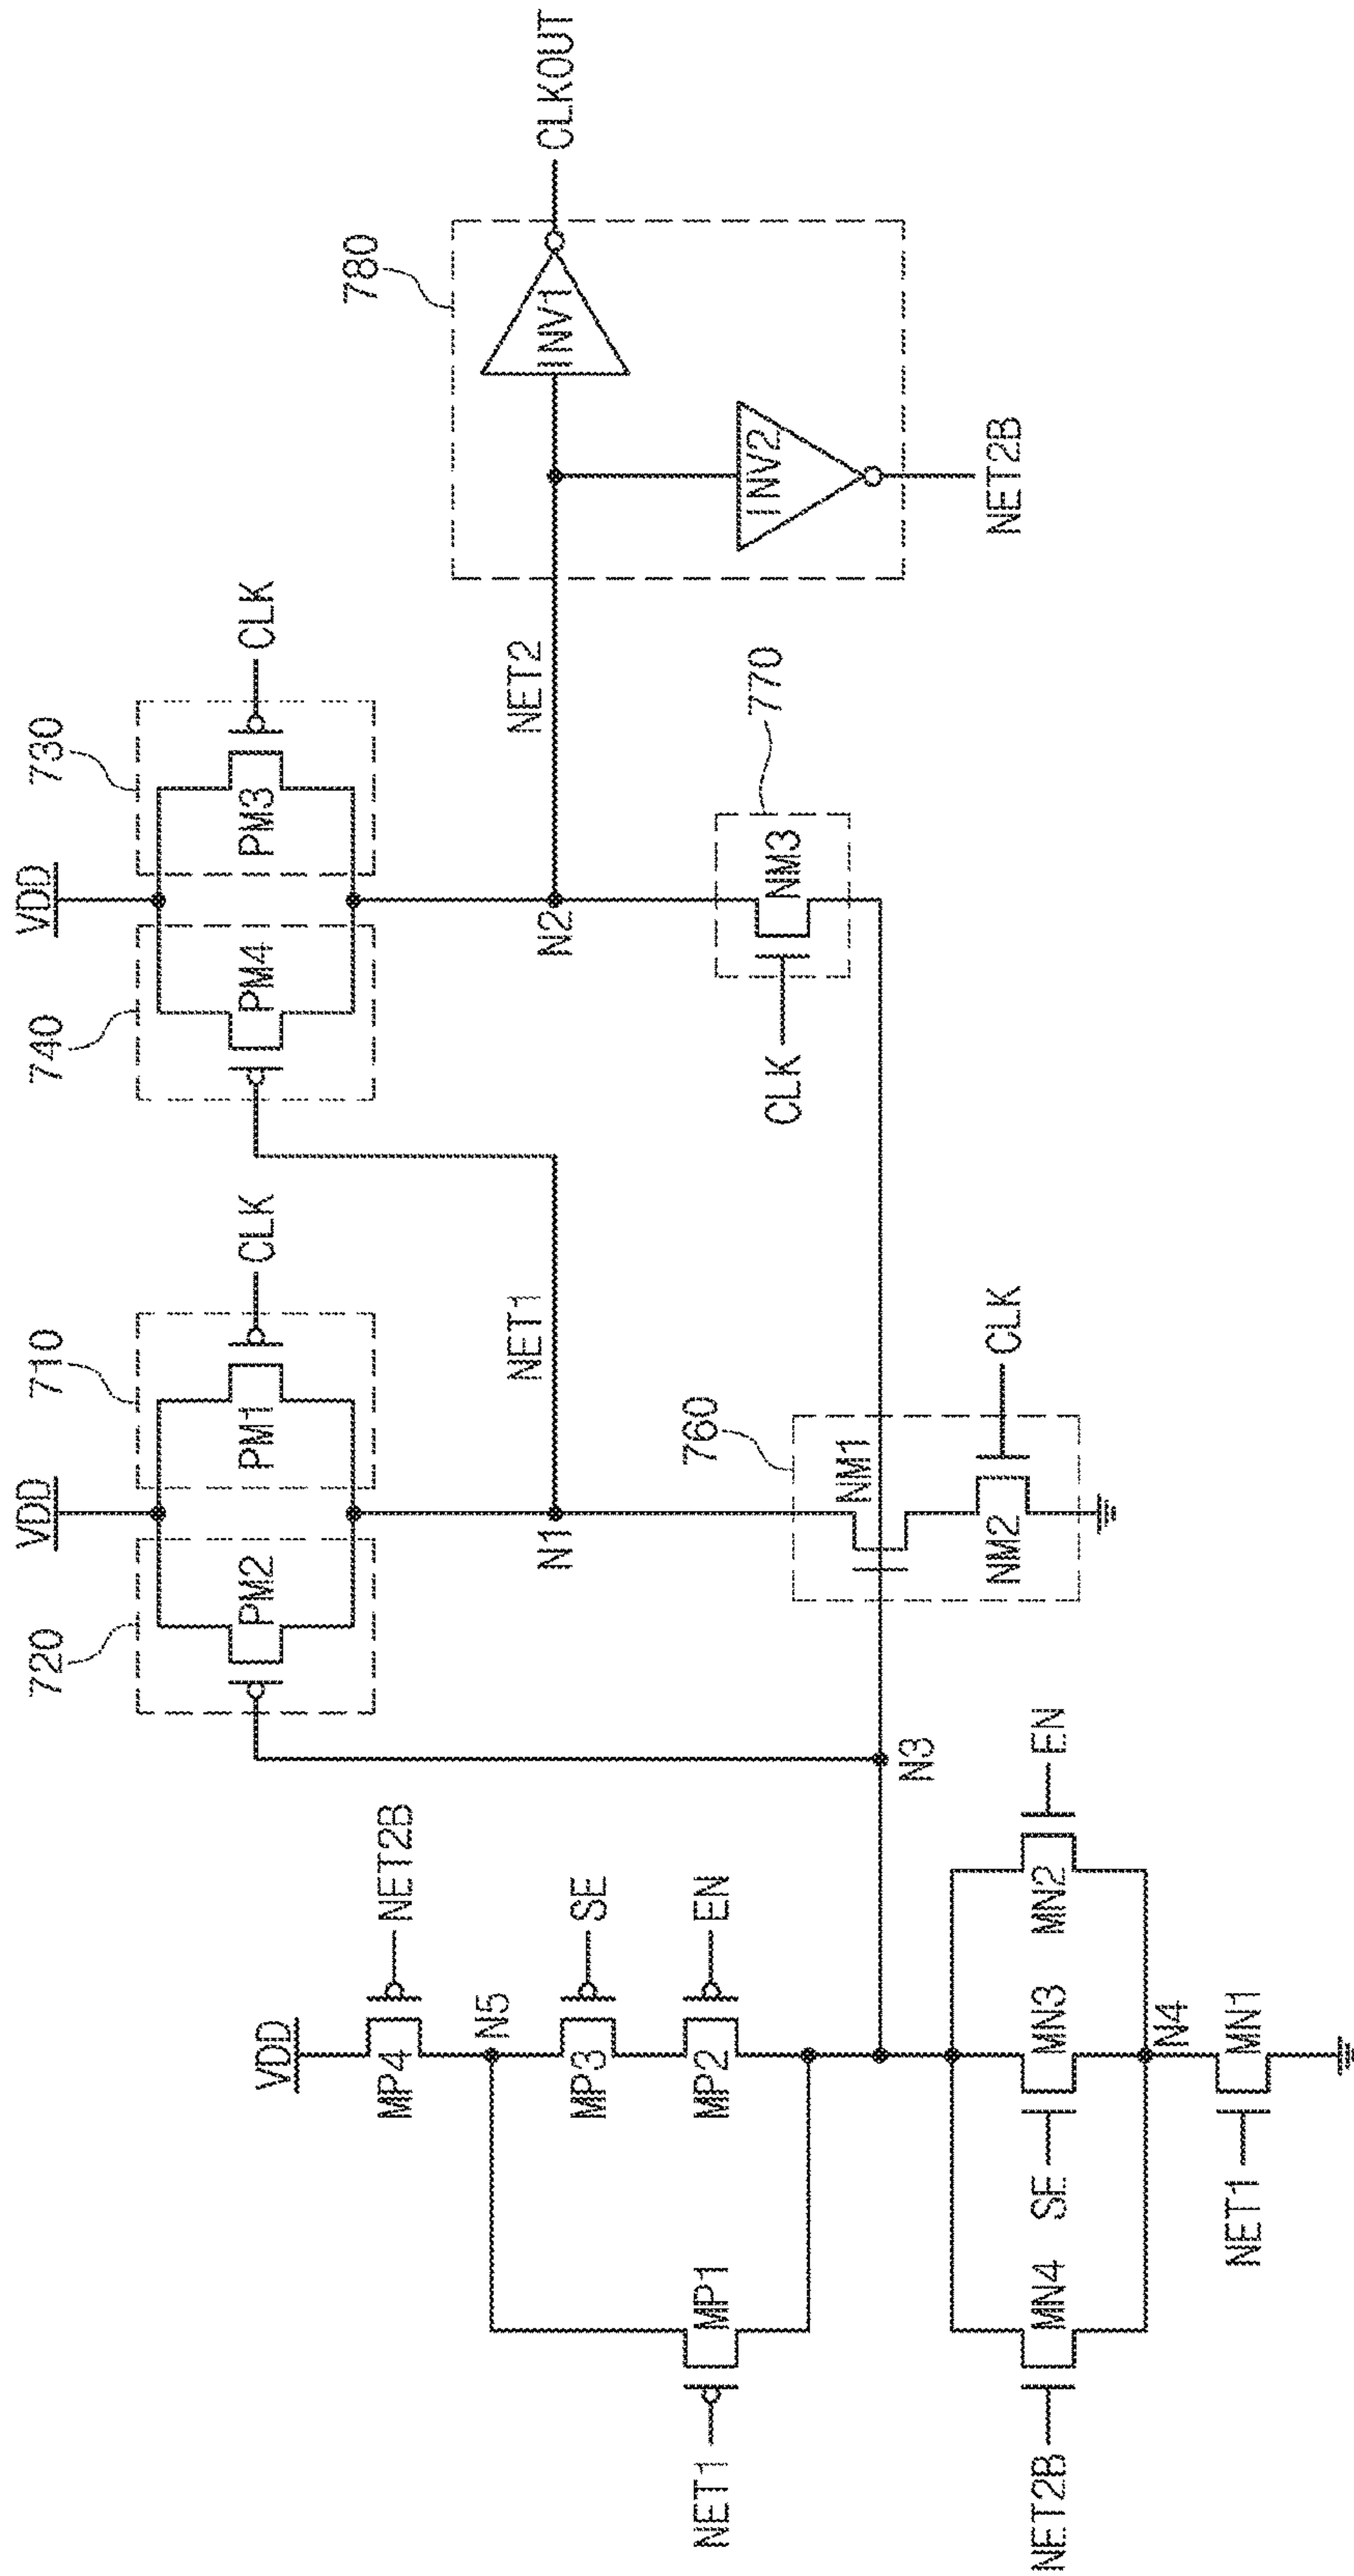 VDD
VDD
VDD
720
710
740
730
780
PM2
PM1
CLK
PM4
PM3
CLK
NET2B
MP4
N5
SE
MP3
EN
MP2
NET1
MP1
N1
NET1
N2
NET2
INV1
CLKOUT
INV2
NET2B
760
770
NM1
NM3
CLK
N3
NM2
CLK
NET2B
MN4
SE
MN3
MN2
EN
N4
NET1
MN1